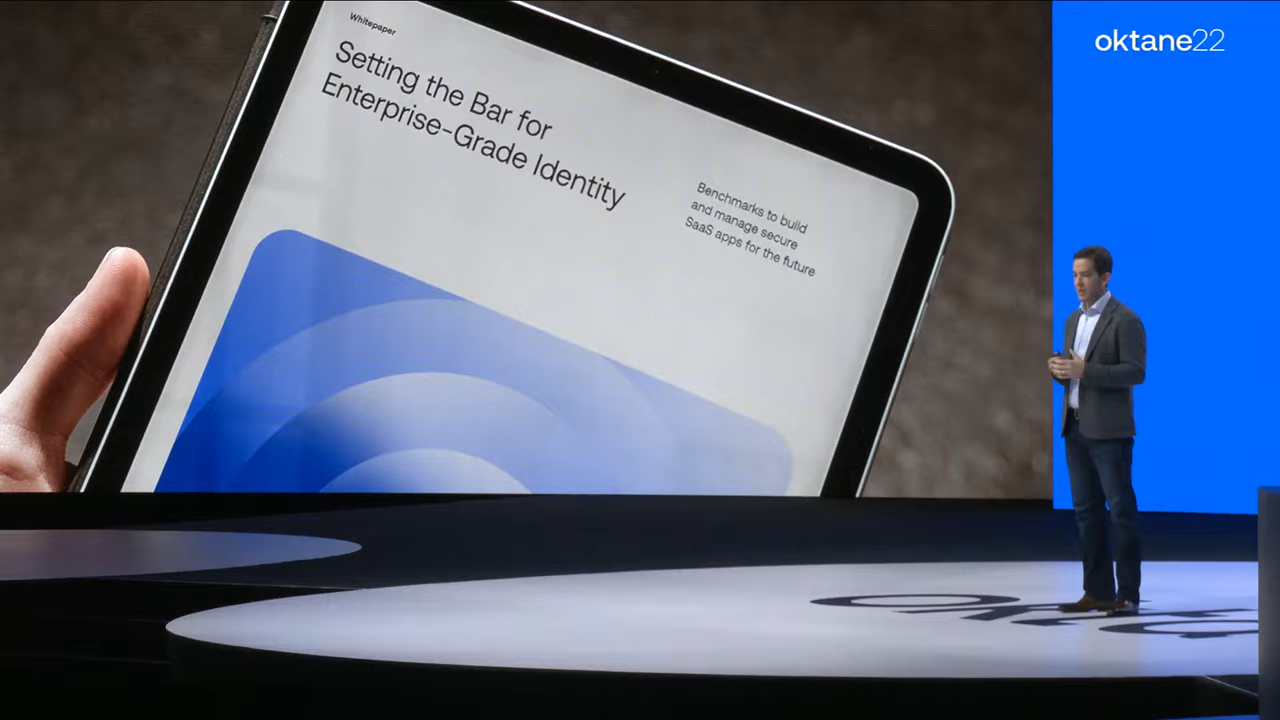 Whitepaper
Setting the Bar for
Enterprise-Grade Identity
Benchmarks to build
and manage secure
SaaS apps for the future
oktane22
okta